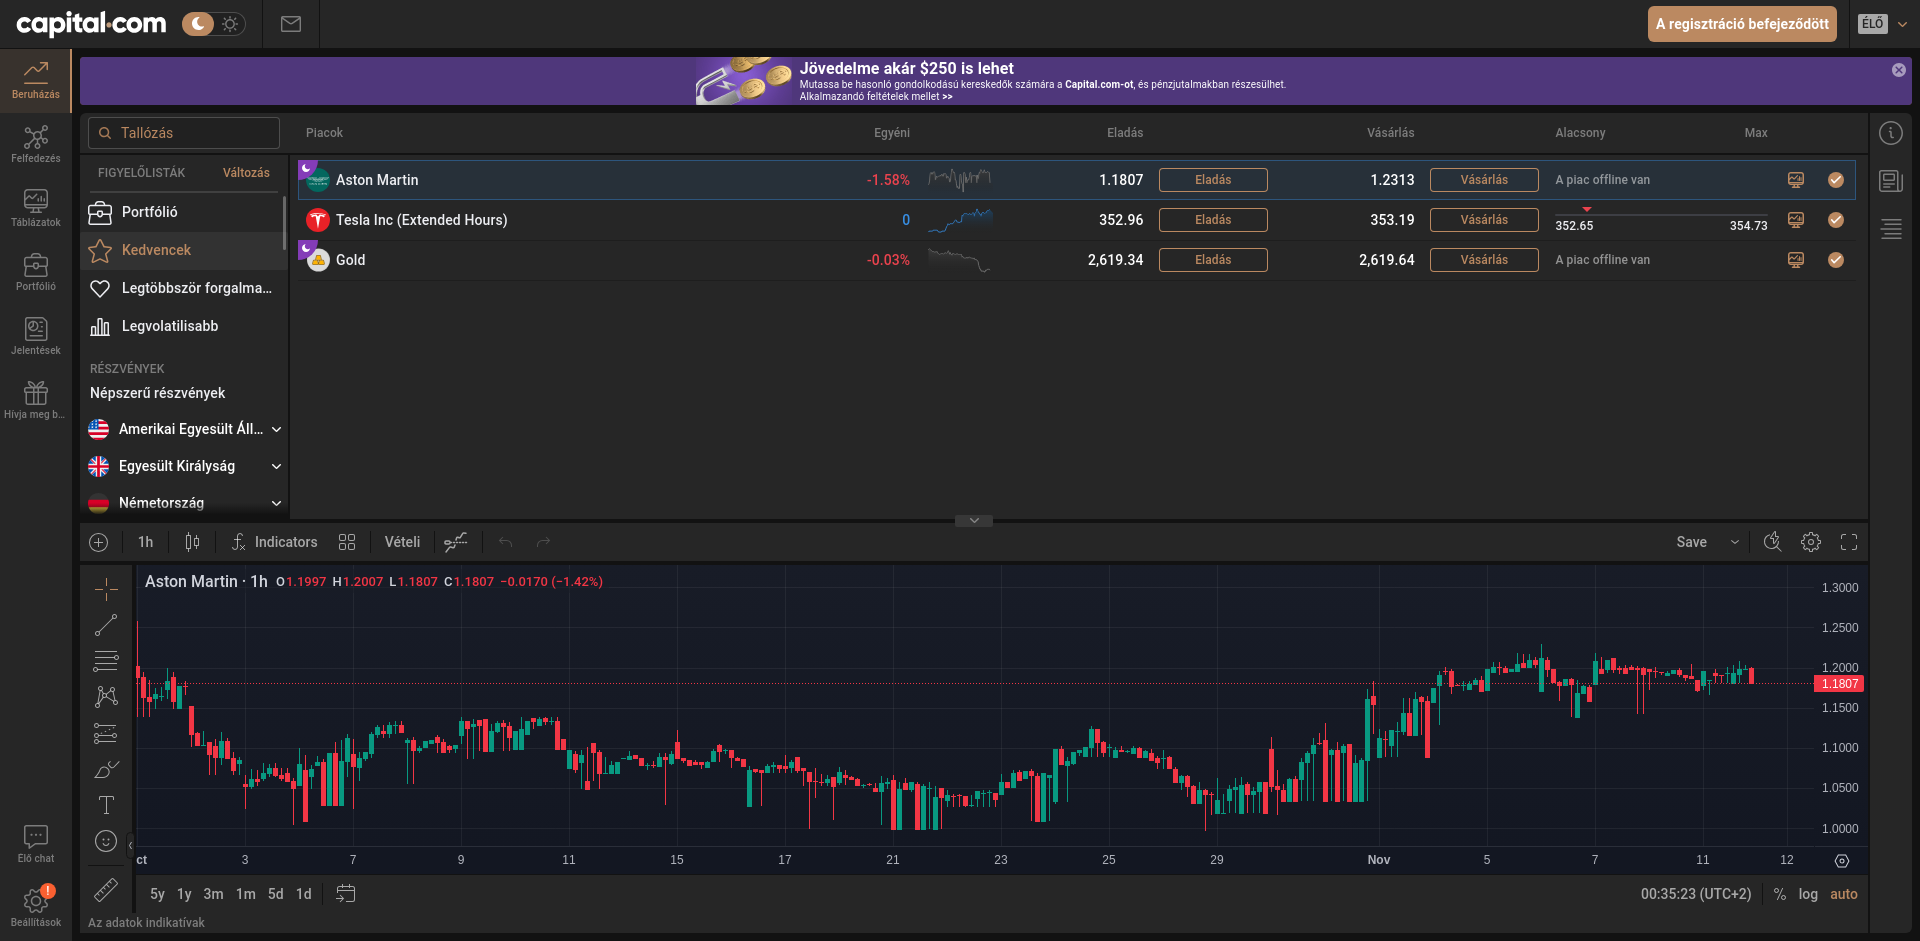 capital.com
A regisztráció befejeződött
ÉLŐ
Beruházás
Felfedezés
Táblázatok
Portfólió
Jelentések
Hívja meg b...
Élő chat
!
Beállítások
Jövedelme akár $250 is lehet
Mutassa be hasonló gondolkodású kereskedők számára a Capital.com-ot, és pénzjutalmakban részesülhet.
Alkalmazandó feltételek mellet >>
Tallózás
FIGYELŐLISTÁK Változás
Portfólió
Kedvencek
Legtöbbször forgalma...
Legvolatilisabb
RÉSZVÉNYEK
Népszerű részvények
Amerikai Egyesült Áll...
Egyesült Királyság
Németország
Piacok Egyéni Eladás Vásárlás Alacsony Max
Aston Martin -1.58% 1.1807 Eladás 1.2313 Vásárlás A piac offline van
Tesla Inc (Extended Hours) 0 352.96 Eladás 353.19 Vásárlás 352.65 354.73
Gold -0.03% 2,619.34 Eladás 2,619.64 Vásárlás A piac offline van
1h Indicators Vételi Save
Aston Martin · 1h O1.1997 H1.2007 L1.1807 C1.1807 −0.0170 (−1.42%)
1.3000
1.2500
1.2000
1.1807
1.1500
1.1000
1.0500
1.0000
ct 3 7 9 11 15 17 21 23 25 29 Nov 5 7 11 12
5y 1y 3m 1m 5d 1d 00:35:23 (UTC+2) % log auto
Az adatok indikatívak